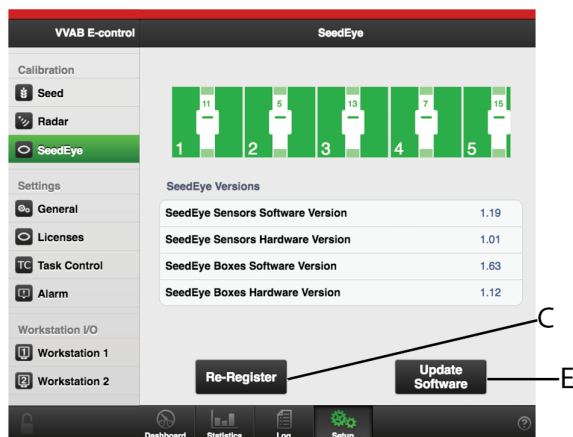 VVAB E-control
SeedEye
Calibration
Seed
Radar
SeedEye
Settings
General
Licenses
TC Task Control
Alarm
Workstation I/O
1 Workstation 1
2 Workstation 2
11 5 13 7 15
1 2 3 4 5
SeedEye Versions
SeedEye Sensors Software Version 1.19
SeedEye Sensors Hardware Version 1.01
SeedEye Boxes Software Version 1.63
SeedEye Boxes Hardware Version 1.12
C
Re-Register
Update
Software
E
Dashboard Statistics Log Setup
?